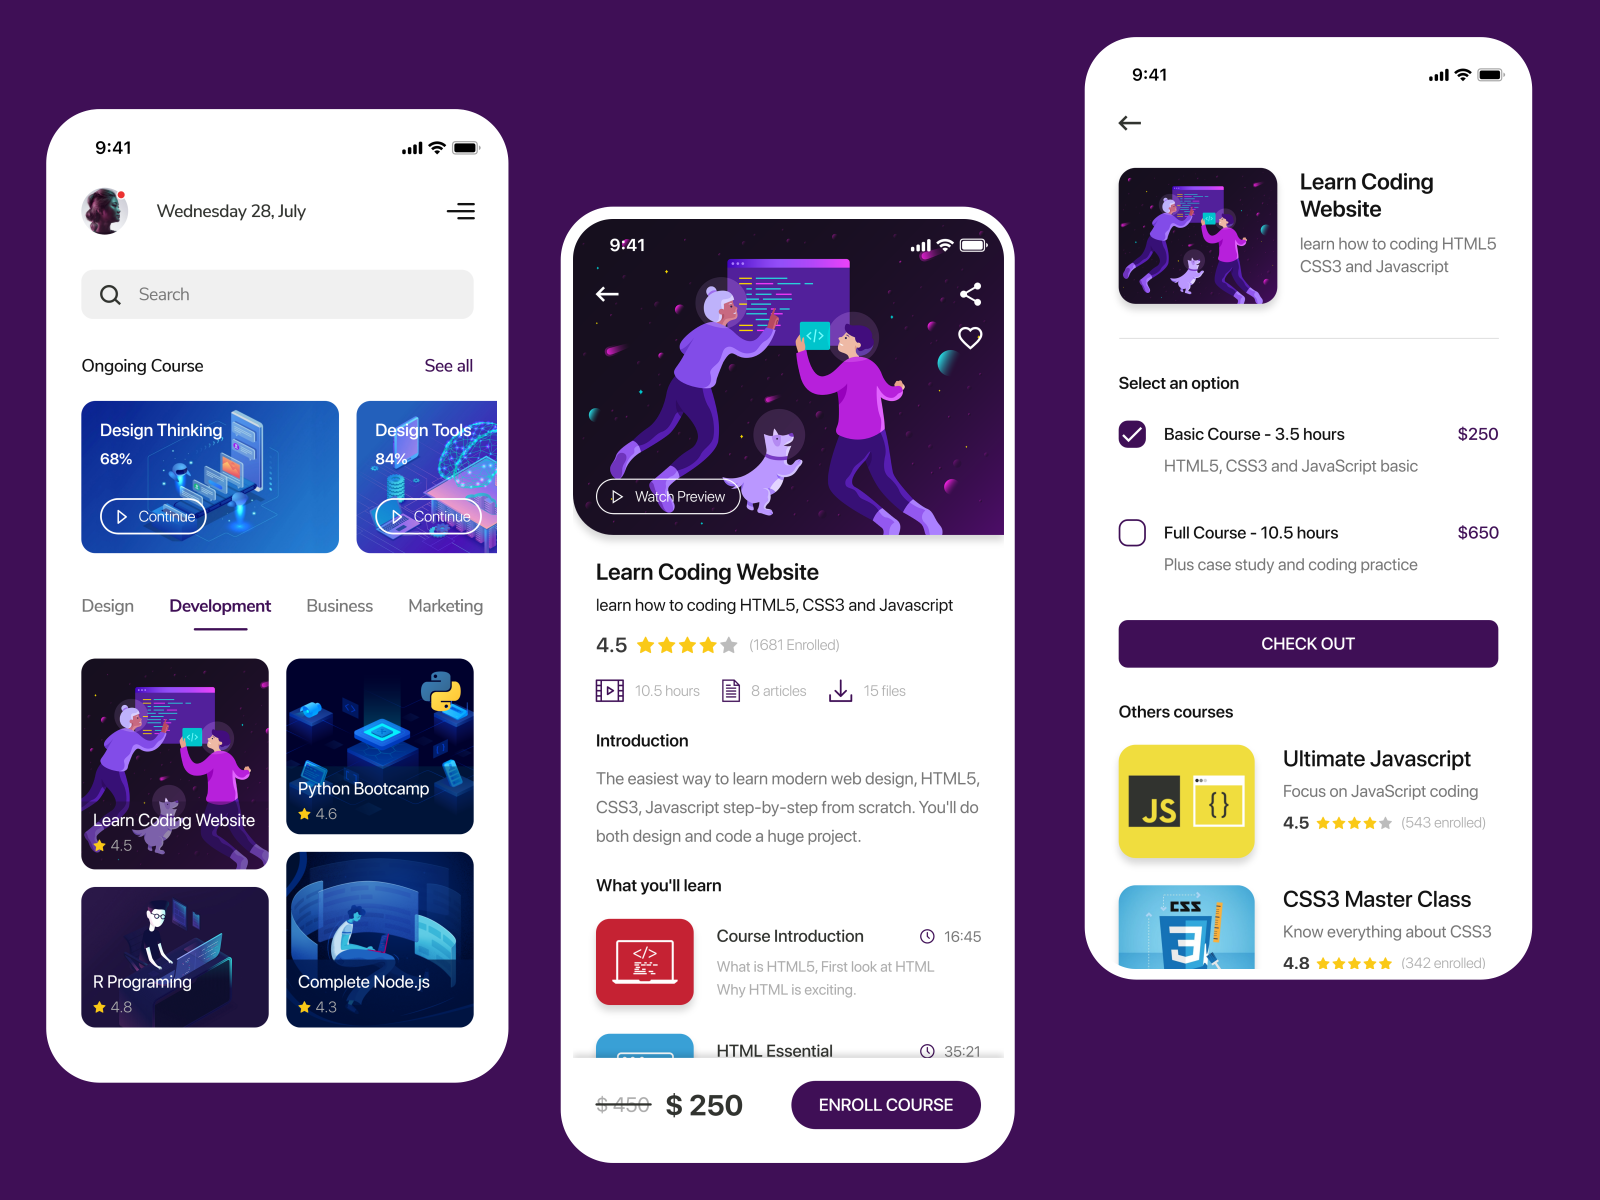 9:41
Wednesday 28, July
Search
Ongoing Course
See all
Design Thinking
68%
Continue
Design Tools
84%
Continue
Design
Development
Business
Marketing
</>
Learn Coding Website
4.5
Python Bootcamp
4.6
R Programing
4.8
Complete Node.js
4.3
9:41
</>
Watch Preview
Learn Coding Website
learn how to coding HTML5, CSS3 and Javascript
4.5
(1681 Enrolled)
10.5 hours
8 articles
15 files
Introduction
The easiest way to learn modern web design, HTML5,
CSS3, Javascript step-by-step from scratch. You'll do
both design and code a huge project.
What you'll learn
</>
Course Introduction
16:45
What is HTML5, First look at HTML
Why HTML is exciting.
HTML Essential
35:21
$ 450
$ 250
ENROLL COURSE
9:41
</>
Learn Coding
Website
learn how to coding HTML5
CSS3 and Javascript
Select an option
Basic Course - 3.5 hours
$250
HTML5, CSS3 and JavaScript basic
Full Course - 10.5 hours
$650
Plus case study and coding practice
CHECK OUT
Others courses
JS
{}
Ultimate Javascript
Focus on JavaScript coding
4.5
(543 enrolled)
CSS
3
CSS3 Master Class
Know everything about CSS3
4.8
(342 enrolled)